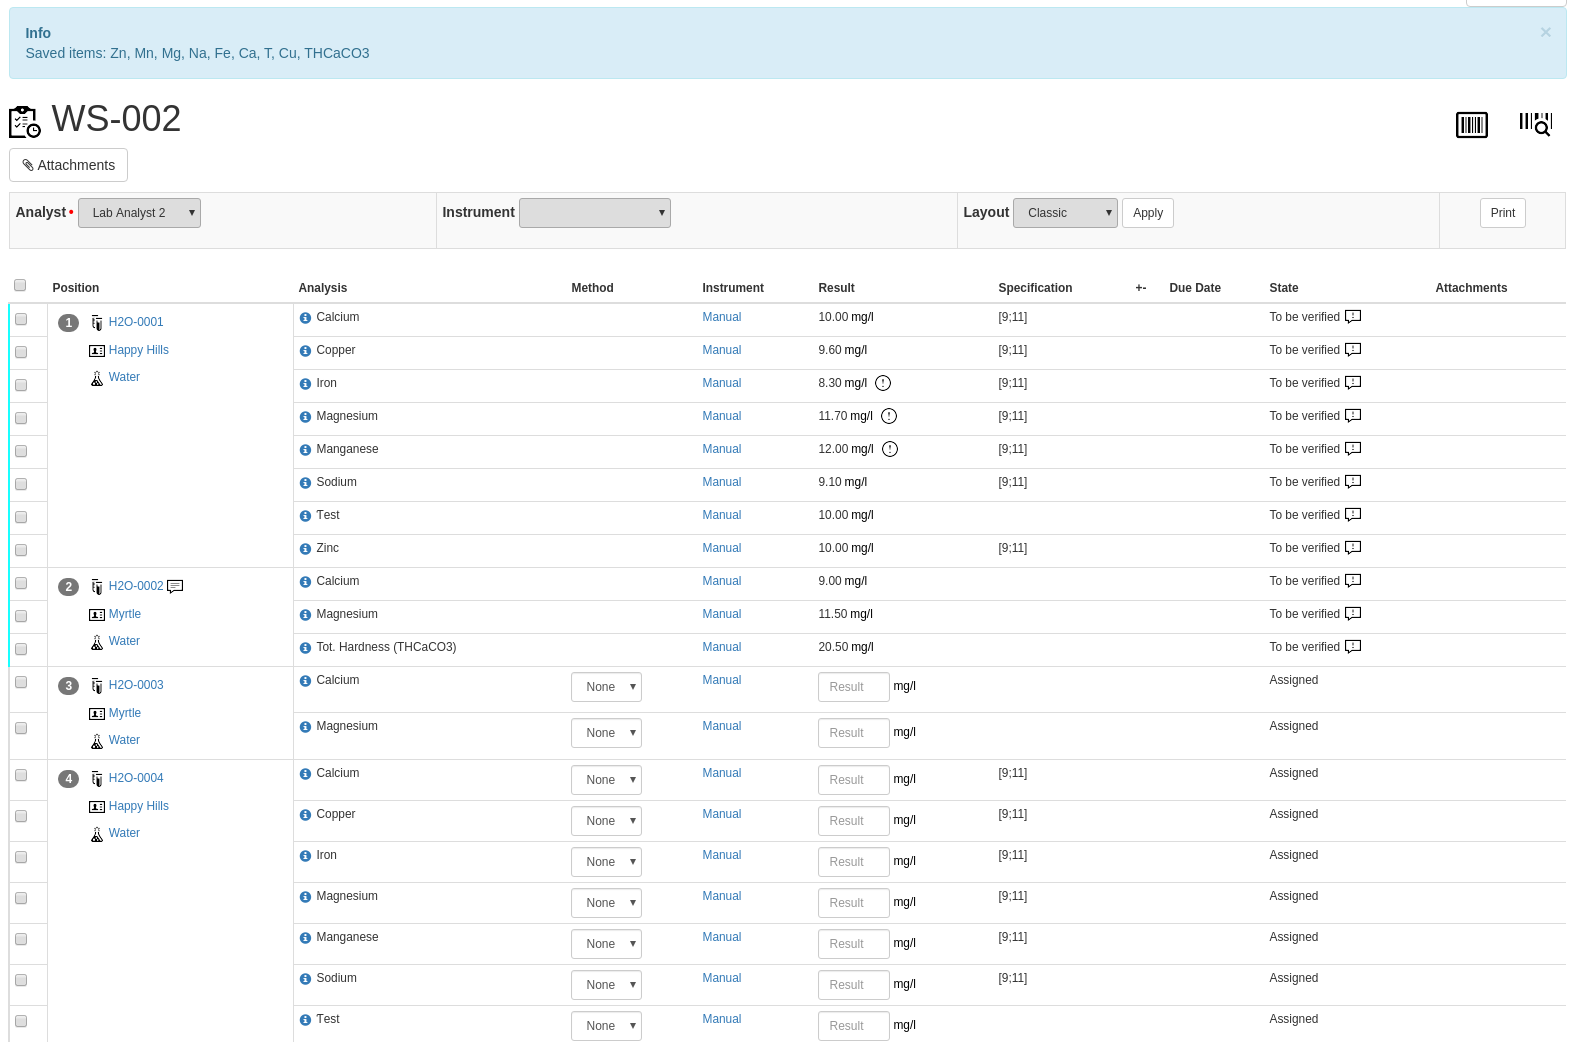 Info
×
Saved items: Zn, Mn, Mg, Na, Fe, Ca, T, Cu, THCaCO3
WS-002
Attachments
Analyst • Lab Analyst 2 Instrument Layout Classic Apply Print
Position Analysis Method Instrument Result Specification +- Due Date State Attachments
1 H2O-0001 Calcium Manual 10.00 mg/l [9;11] To be verified
Happy Hills Copper Manual 9.60 mg/l [9;11] To be verified
Water Iron Manual 8.30 mg/l [9;11] To be verified
Magnesium Manual 11.70 mg/l [9;11] To be verified
Manganese Manual 12.00 mg/l [9;11] To be verified
Sodium Manual 9.10 mg/l [9;11] To be verified
Test Manual 10.00 mg/l To be verified
Zinc Manual 10.00 mg/l [9;11] To be verified
2 H2O-0002 Calcium Manual 9.00 mg/l To be verified
Myrtle Magnesium Manual 11.50 mg/l To be verified
Water Tot. Hardness (THCaCO3) Manual 20.50 mg/l To be verified
3 H2O-0003 Calcium None Manual Result mg/l Assigned
Myrtle
Water Magnesium None Manual Result mg/l Assigned
4 H2O-0004 Calcium None Manual Result mg/l [9;11] Assigned
Happy Hills Copper None Manual Result mg/l [9;11] Assigned
Water
Iron None Manual Result mg/l [9;11] Assigned
Magnesium None Manual Result mg/l [9;11] Assigned
Manganese None Manual Result mg/l [9;11] Assigned
Sodium None Manual Result mg/l [9;11] Assigned
Test None Manual Result mg/l Assigned